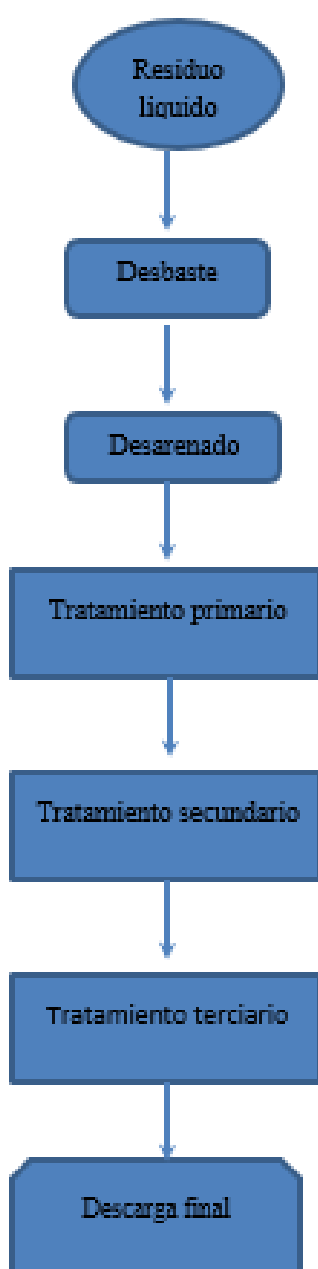 Residuo
liquido
Desbaste
Desarenado
Tratamiento primario
Tratamiento secundario
Tratamiento terciario
Descarga final